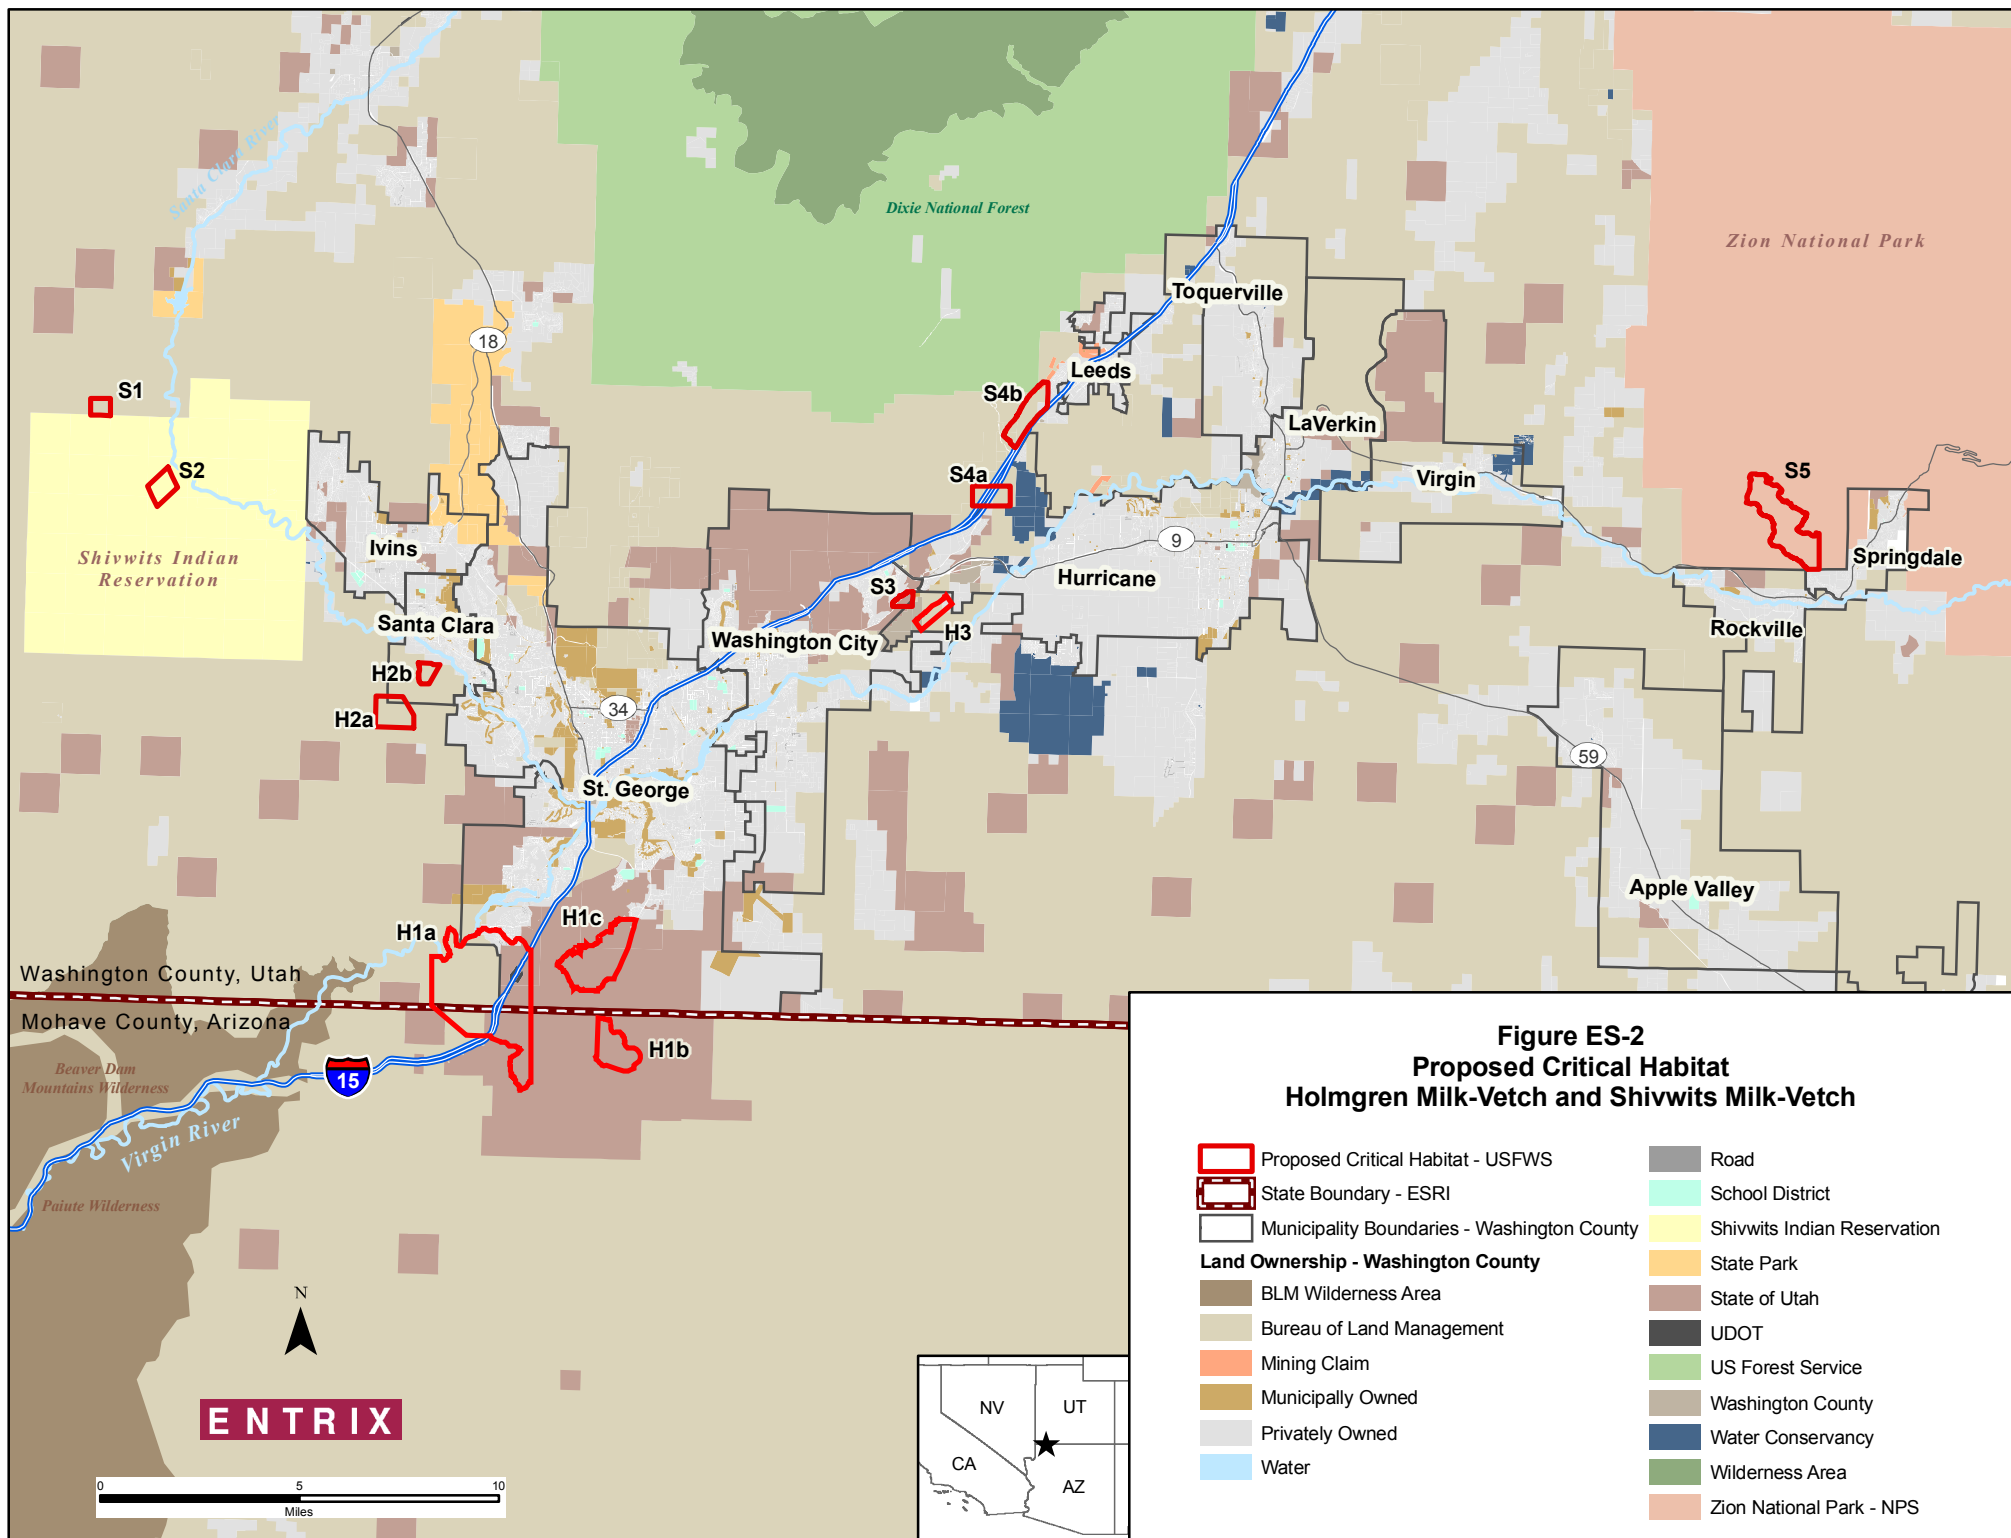 Santa Clara River
Dixie National Forest
Zion National Park
Toquerville
18
Leeds
S1
S4b
LaVerkin
S2
S4a
Virgin
S5
Ivins
9
Shivwits Indian
Reservation
Springdale
Hurricane
S3
Santa Clara
Washington City
H3
Rockville
H2b
H2a
34
59
St. George
Apple Valley
H1c
H1a
Washington County, Utah
Mohave County, Arizona
H1b
Beaver Dam
Mountains Wilderness
15
Virgin River
Paiute Wilderness
N
ENTRIX
0 5 10
Miles
NV
UT
CA
AZ
Figure ES-2
Proposed Critical Habitat
Holmgren Milk-Vetch and Shivwits Milk-Vetch
Proposed Critical Habitat - USFWS
State Boundary - ESRI
Municipality Boundaries - Washington County
Land Ownership - Washington County
BLM Wilderness Area
Bureau of Land Management
Mining Claim
Municipally Owned
Privately Owned
Water
Road
School District
Shivwits Indian Reservation
State Park
State of Utah
UDOT
US Forest Service
Washington County
Water Conservancy
Wilderness Area
Zion National Park - NPS